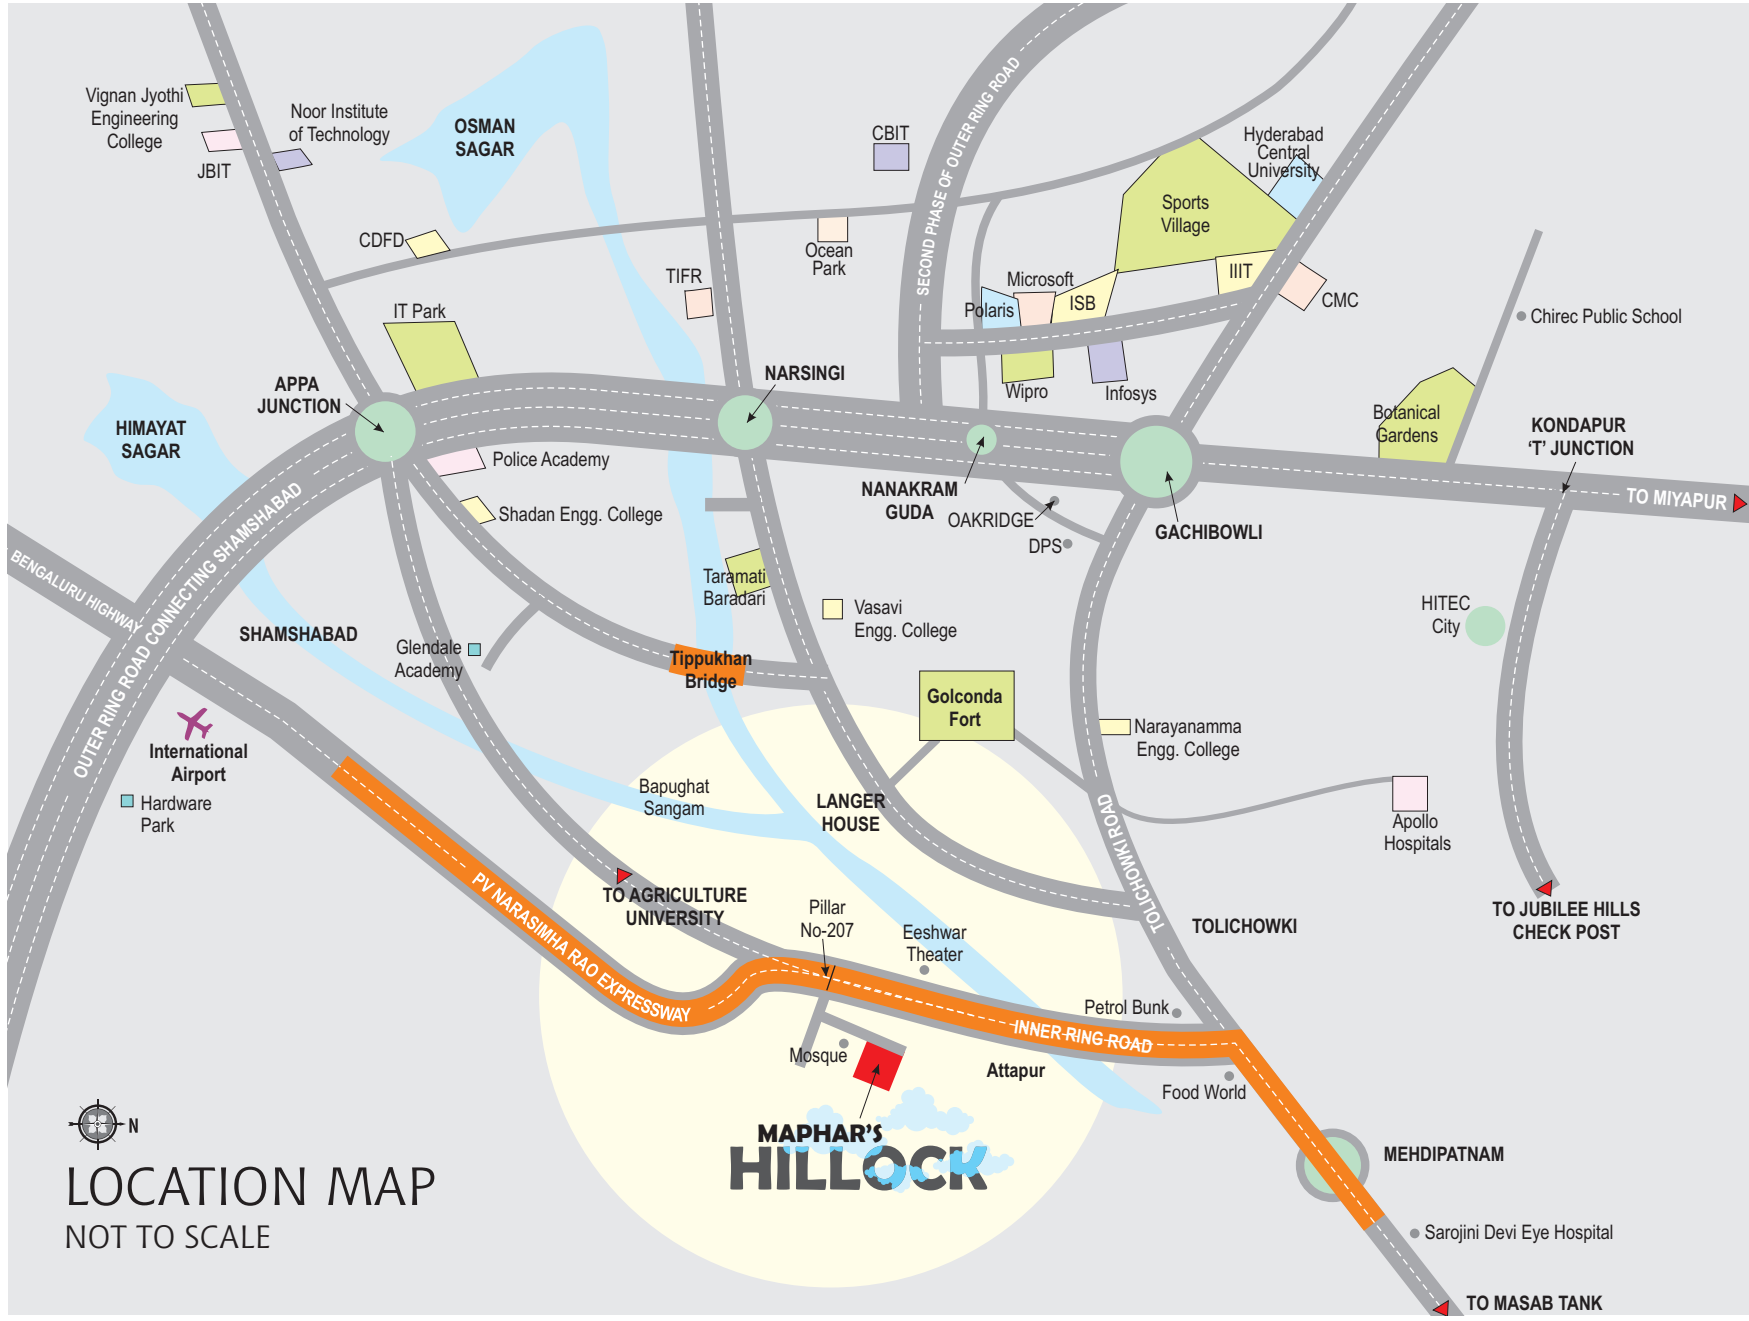 Vignan Jyothi
Engineering
College
JBIT
Noor Institute
of Technology
OSMAN
SAGAR
CBIT
SECOND PHASE OF OUTER RING ROAD
Hyderabad
Central
University
Sports
Village
CDFD
Ocean
Park
TIFR
IT Park
Microsoft
Polaris
ISB
IIIT
CMC
Wipro
Infosys
Chirec Public School
APPA
JUNCTION
NARSINGI
HIMAYAT
SAGAR
Botanical
Gardens
KONDAPUR
‘T’ JUNCTION
Police Academy
Shadan Engg. College
NANAKRAM
GUDA
OAKRIDGE
DPS
GACHIBOWLI
TO MIYAPUR
BENGALURU HIGHWAY
OUTER RING ROAD CONNECTING SHAMSHABAD
SHAMSHABAD
Taramati
Baradari
Vasavi
Engg. College
HITEC
City
Glendale
Academy
Tippukhan
Bridge
Golconda
Fort
Narayanamma
Engg. College
International
Airport
Hardware
Park
Bapughat
Sangam
LANGER
HOUSE
TOLICHOWKI ROAD
Apollo
Hospitals
PV NARASIMHA RAO EXPRESSWAY
TO AGRICULTURE
UNIVERSITY
Pillar
No-207
Eeshwar
Theater
TOLICHOWKI
TO JUBILEE HILLS
CHECK POST
Petrol Bunk
INNER RING ROAD
Mosque
Attapur
Food World
MAPHAR'S
HILLOCK
N
LOCATION MAP
NOT TO SCALE
MEHDIPATNAM
Sarojini Devi Eye Hospital
TO MASAB TANK